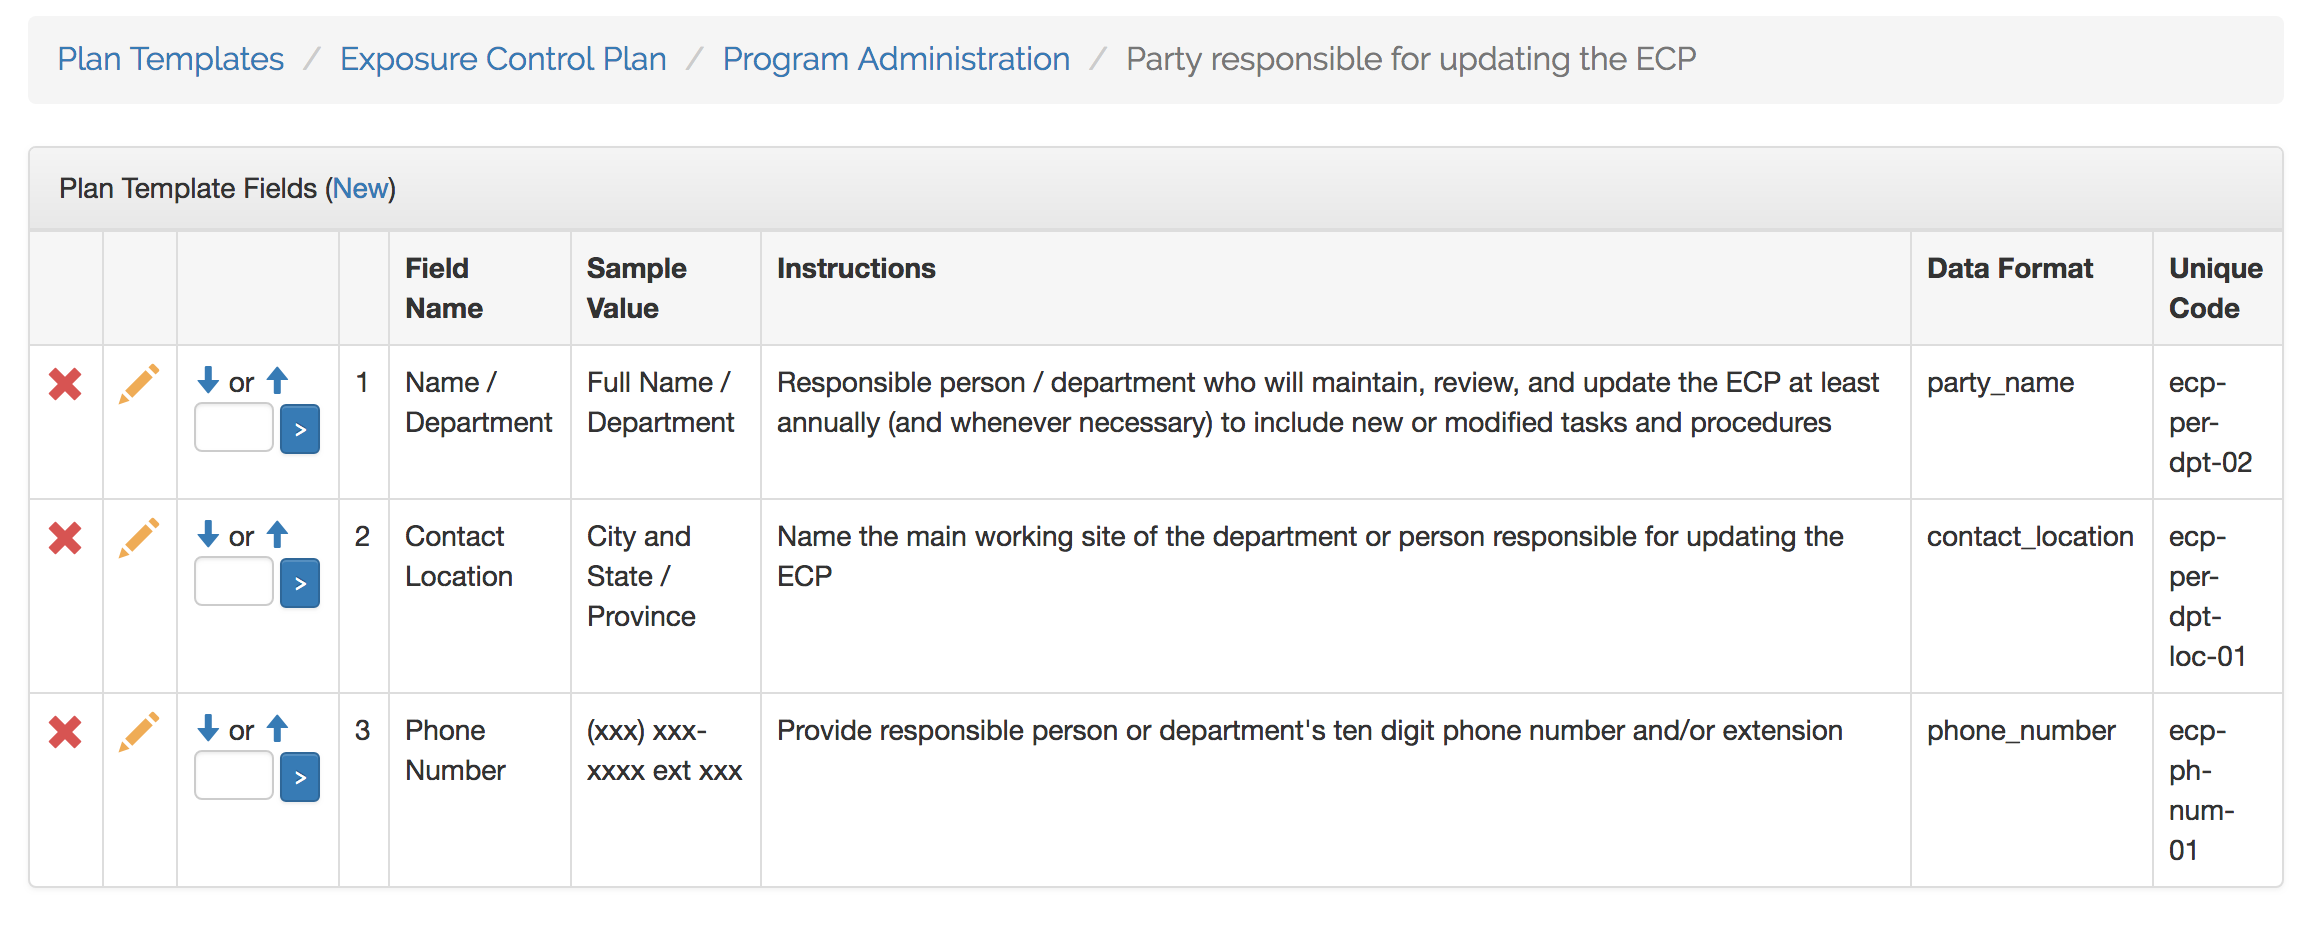 Plan Templates / Exposure Control Plan / Program Administration / Party responsible for updating the ECP
Plan Template Fields (New)
Field Name
Sample Value
Instructions
Data Format
Unique Code
or
>
1
Name /
Department
Full Name /
Department
Responsible person / department who will maintain, review, and update the ECP at least
annually (and whenever necessary) to include new or modified tasks and procedures
party_name
ecp-
per-
dpt-02
or
>
2
Contact
Location
City and
State /
Province
Name the main working site of the department or person responsible for updating the
ECP
contact_location
ecp-
per-
dpt-
loc-01
or
>
3
Phone
Number
(xxx) xxx-
xxxx ext xxx
Provide responsible person or department's ten digit phone number and/or extension
phone_number
ecp-
ph-
num-
01